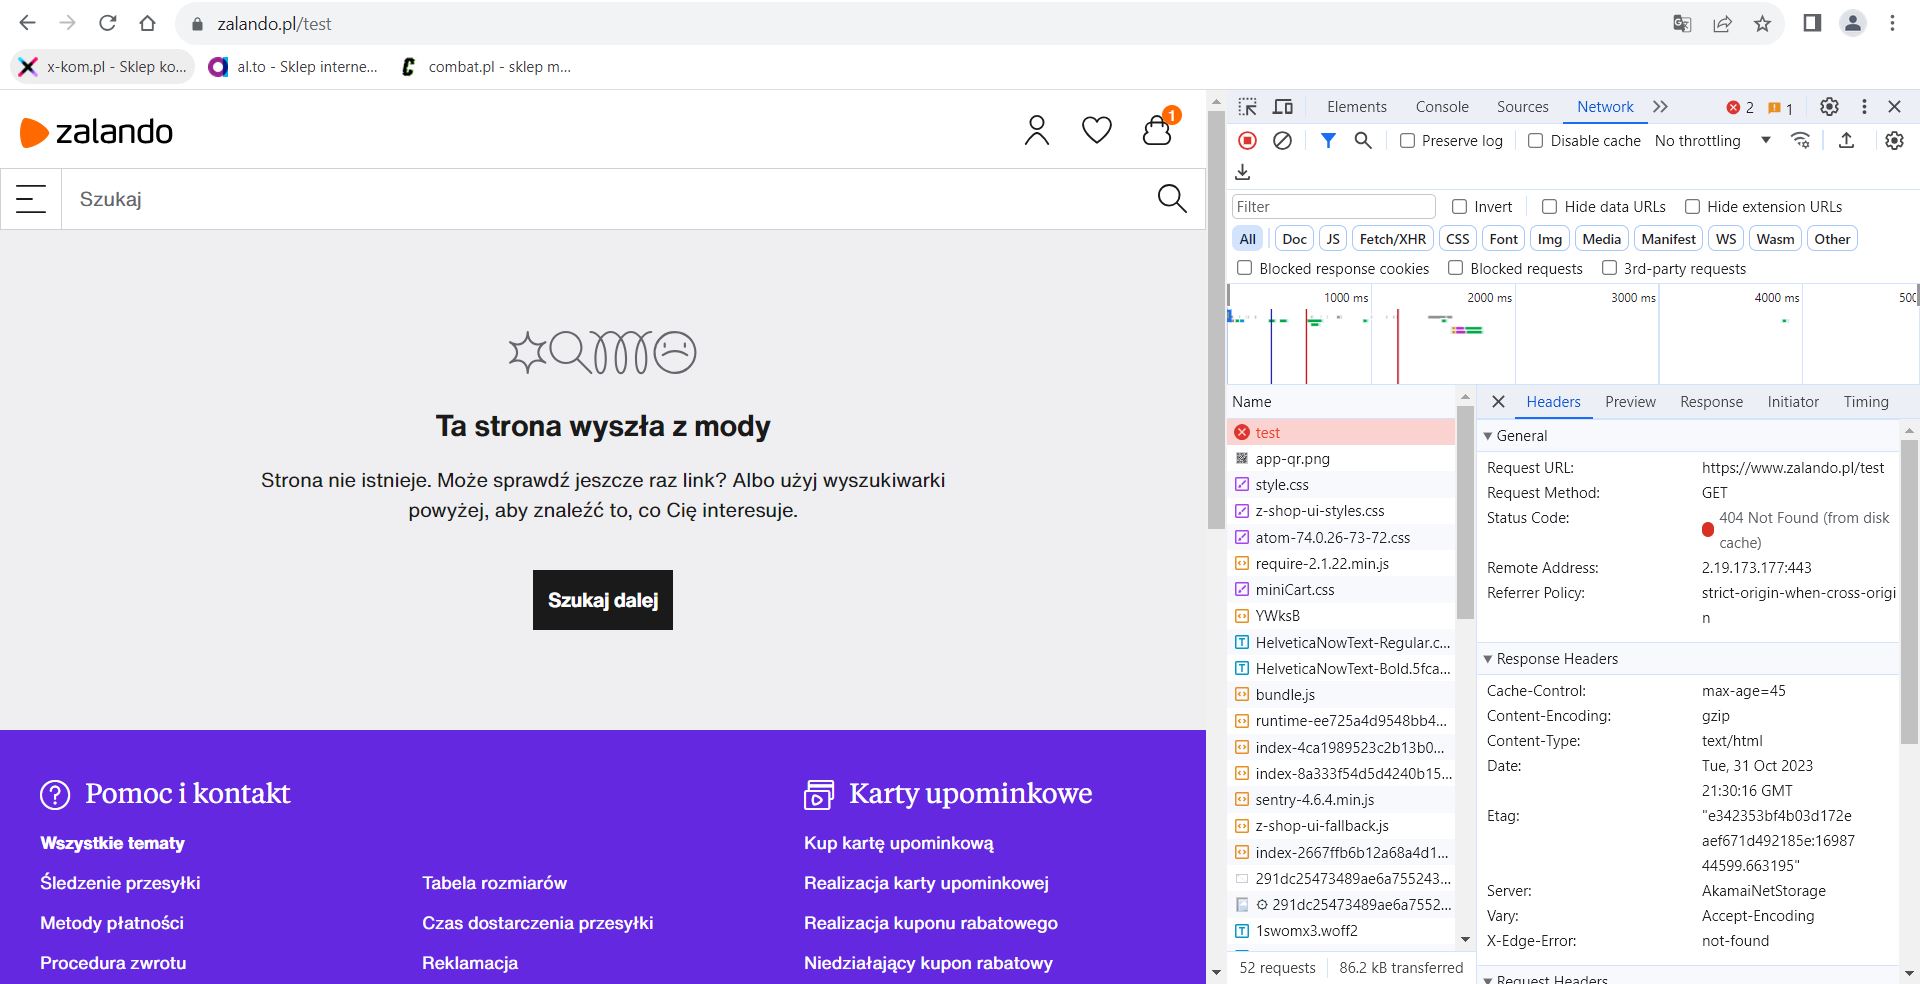 zalando.pl/test
x-kom.pl - Sklep ko...
al.to - Sklep interne...
combat.pl - sklep m...
zalando
1
Szukaj
Ta strona wyszła z mody
Strona nie istnieje. Może sprawdź jeszcze raz link? Albo użyj wyszukiwarki
powyżej, aby znaleźć to, co Cię interesuje.
Szukaj dalej
Pomoc i kontakt
Wszystkie tematy
Śledzenie przesyłki
Tabela rozmiarów
Metody płatności
Czas dostarczenia przesyłki
Procedura zwrotu
Reklamacja
Karty upominkowe
Kup kartę upominkową
Realizacja karty upominkowej
Realizacja kuponu rabatowego
Niedziałający kupon rabatowy
Elements Console Sources Network 2 1
Preserve log Disable cache No throttling
Filter Invert Hide data URLs Hide extension URLs
All Doc JS Fetch/XHR CSS Font Img Media Manifest WS Wasm Other
Blocked response cookies Blocked requests 3rd-party requests
1000 ms 2000 ms 3000 ms 4000 ms 500
Name
test
app-qr.png
style.css
z-shop-ui-styles.css
atom-74.0.26-73-72.css
require-2.1.22.min.js
miniCart.css
YWksB
HelveticaNowText-Regular.c...
HelveticaNowText-Bold.5fca...
bundle.js
runtime-ee725a4d9548bb4...
index-4ca1989523c2b13b0...
index-8a333f54d5d4240b15...
sentry-4.6.4.min.js
z-shop-ui-fallback.js
index-2667ffb6b12a68a4d1...
291dc25473489ae6a755243...
291dc25473489ae6a7552...
1swomx3.woff2
52 requests 86.2 kB transferred
Headers Preview Response Initiator Timing
General
Request URL: https://www.zalando.pl/test
Request Method: GET
Status Code: 404 Not Found (from disk
cache)
Remote Address: 2.19.173.177:443
Referrer Policy: strict-origin-when-cross-origi
n
Response Headers
Cache-Control: max-age=45
Content-Encoding: gzip
Content-Type: text/html
Date: Tue, 31 Oct 2023
21:30:16 GMT
Etag: "e342353bf4b03d172e
aef671d492185e:16987
44599.663195"
Server: AkamaiNetStorage
Vary: Accept-Encoding
X-Edge-Error: not-found
Request Headers